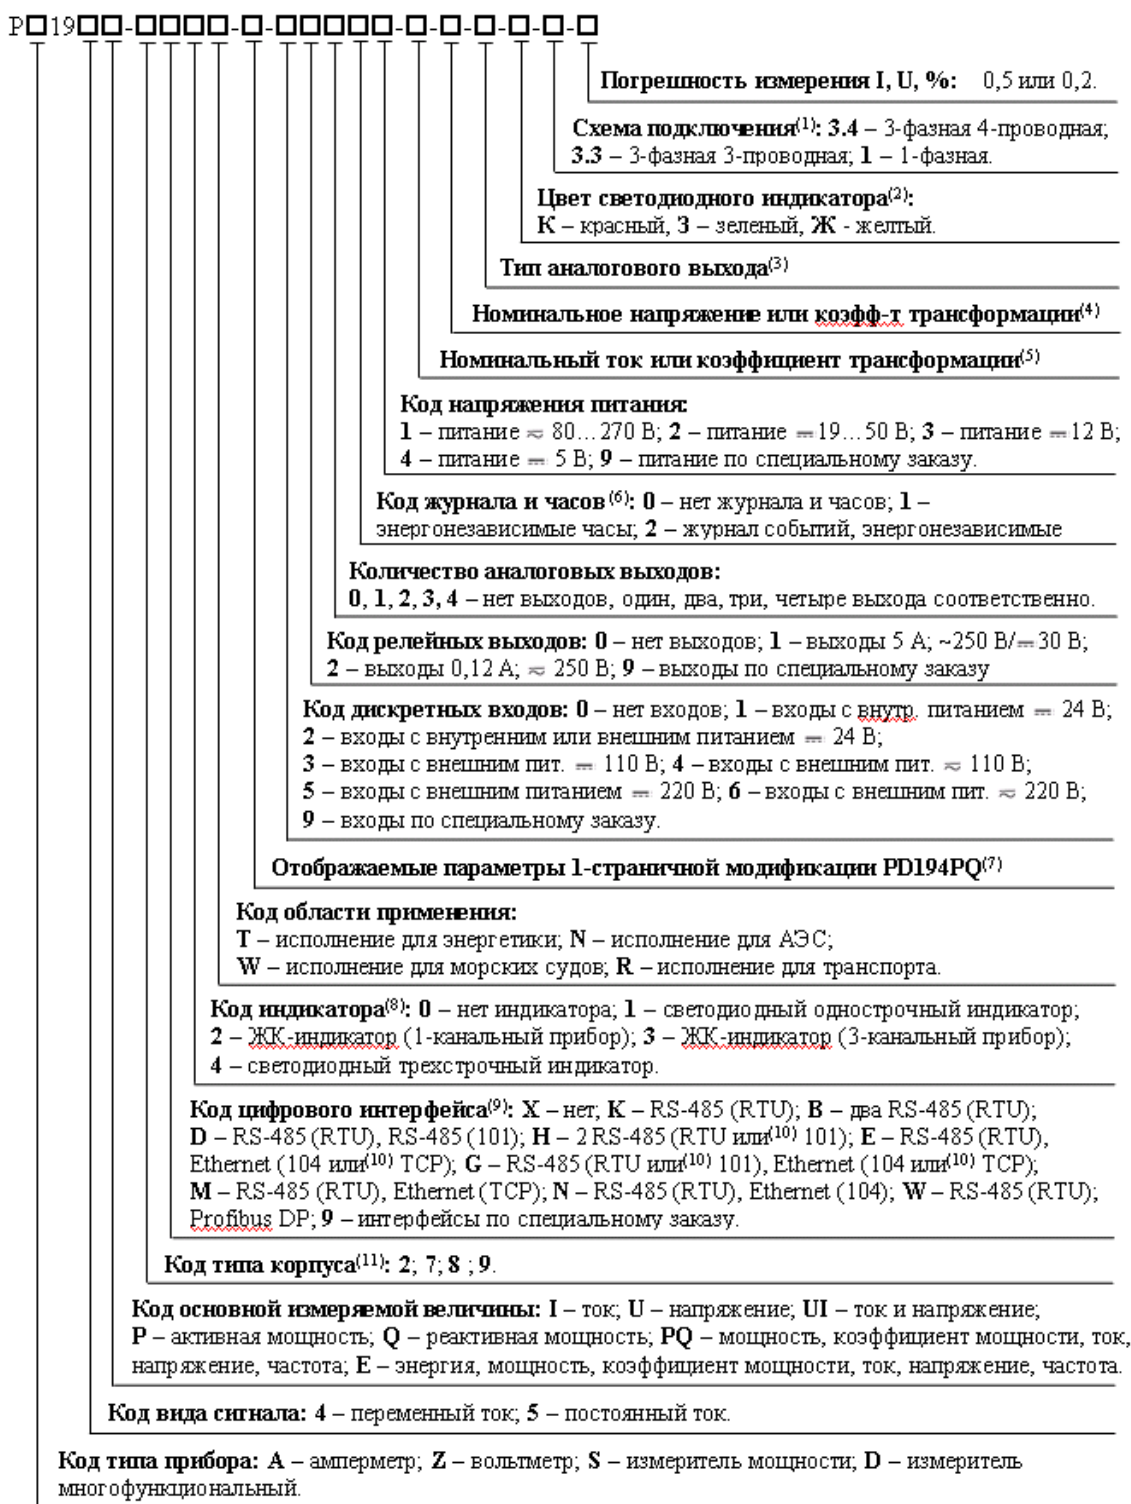 P□19□□-□□□□-□-□□□□□-□-□-□-□-□-□
Погрешность измерения I, U, %: 0,5 или 0,2.
Схема подключения(1): 3.4 – 3-фазная 4-проводная;
3.3 – 3-фазная 3-проводная; 1 – 1-фазная.
Цвет светодиодного индикатора(2):
К – красный, З – зеленый, Ж - желтый.
Тип аналогового выхода(3)
Номинальное напряжение или коэфф-т трансформации(4)
Номинальный ток или коэффициент трансформации(5)
Код напряжения питания:
1 – питание ≂ 80...270 В; 2 – питание ═ 19...50 В; 3 – питание ═ 12 В;
4 – питание ═ 5 В; 9 – питание по специальному заказу.
Код журнала и часов(6): 0 – нет журнала и часов; 1 –
энергонезависимые часы; 2 – журнал событий, энергонезависимые
Количество аналоговых выходов:
0, 1, 2, 3, 4 – нет выходов, один, два, три, четыре выхода соответственно.
Код релейных выходов: 0 – нет выходов; 1 – выходы 5 А; ~250 В/═ 30 В;
2 – выходы 0,12 А; ≂ 250 В; 9 – выходы по специальному заказу
Код дискретных входов: 0 – нет входов; 1 – входы с внутр. питанием ═ 24 В;
2 – входы с внутренним или внешним питанием ═ 24 В;
3 – входы с внешним пит. ═ 110 В; 4 – входы с внешним пит. ≂ 110 В;
5 – входы с внешним питанием ═ 220 В; 6 – входы с внешним пит. ≂ 220 В;
9 – входы по специальному заказу.
Отображаемые параметры 1-страничной модификации PD194PQ(7)
Код области применения:
T – исполнение для энергетики; N – исполнение для АЭС;
W – исполнение для морских судов; R – исполнение для транспорта.
Код индикатора(8): 0 – нет индикатора; 1 – светодиодный однострочный индикатор;
2 – ЖК-индикатор (1-канальный прибор); 3 – ЖК-индикатор (3-канальный прибор);
4 – светодиодный трехстрочный индикатор.
Код цифрового интерфейса(9): X – нет; K – RS-485 (RTU); B – два RS-485 (RTU);
D – RS-485 (RTU), RS-485 (101); H – 2 RS-485 (RTU или(10) 101); E – RS-485 (RTU),
Ethernet (104 или(10) TCP); G – RS-485 (RTU или(10) 101), Ethernet (104 или(10) TCP);
M – RS-485 (RTU), Ethernet (TCP); N – RS-485 (RTU), Ethernet (104); W – RS-485 (RTU);
Profibus DP; 9 – интерфейсы по специальному заказу.
Код типа корпуса(11): 2; 7; 8 ; 9.
Код основной измеряемой величины: I – ток; U – напряжение; UI – ток и напряжение;
P – активная мощность; Q – реактивная мощность; PQ – мощность, коэффициент мощности, ток,
напряжение, частота; E – энергия, мощность, коэффициент мощности, ток, напряжение, частота.
Код вида сигнала: 4 – переменный ток; 5 – постоянный ток.
Код типа прибора: A – амперметр; Z – вольтметр; S – измеритель мощности; D – измеритель
многофункциональный.